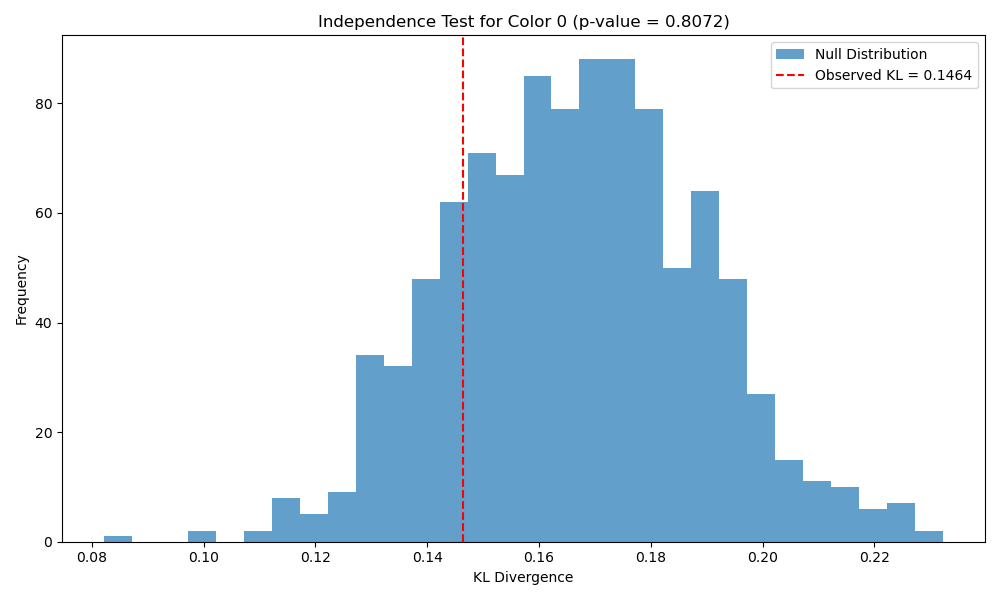 Independence Test for Color 0 (p-value = 0.8072)
Null Distribution
Observed KL = 0.1464
Frequency
80
60
40
20
0
0.08 0.10 0.12 0.14 0.16 0.18 0.20 0.22
KL Divergence